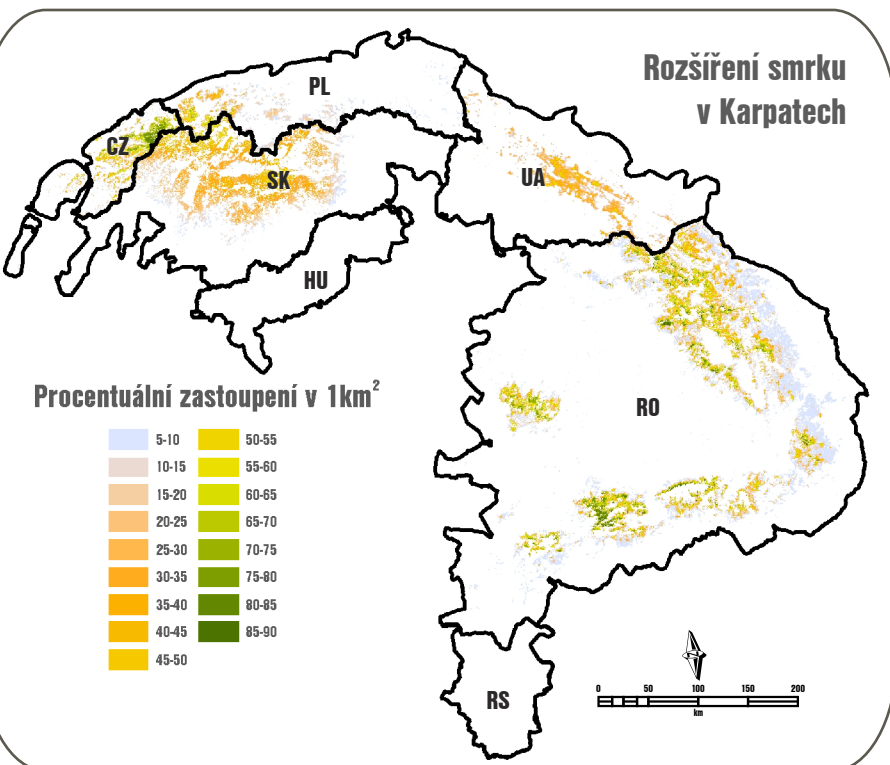 Rozšíření smrku
v Karpatech
PL
CZ
SK
UA
HU
RO
RS
Procentuální zastoupení v 1km²
5-10
10-15
15-20
20-25
25-30
30-35
35-40
40-45
45-50
50-55
55-60
60-65
65-70
70-75
75-80
80-85
85-90
0 50 100 150 200
km